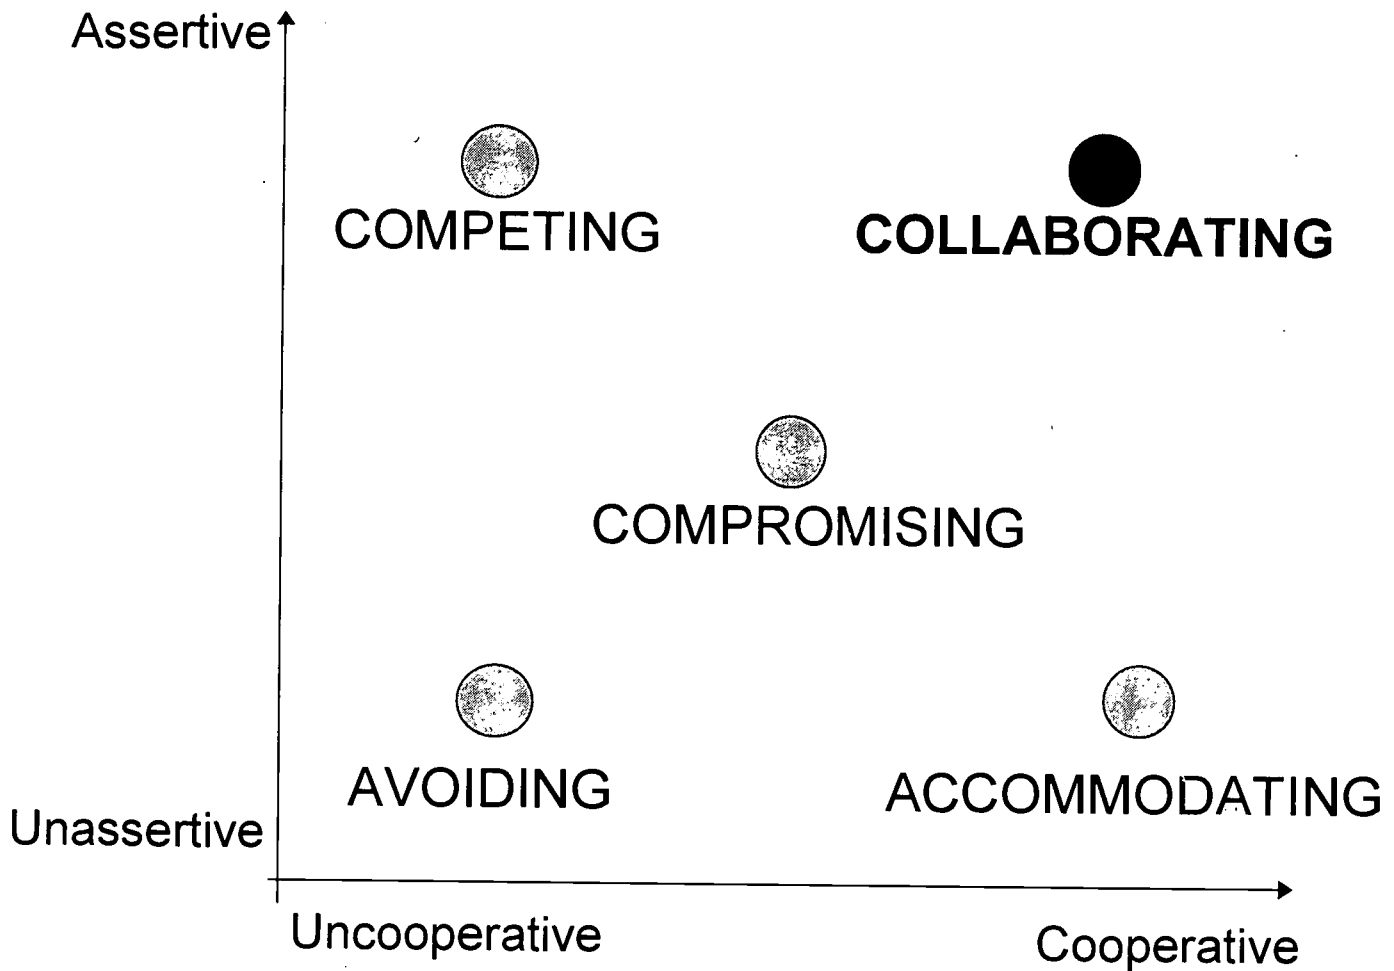 Assertive
COMPETING
COLLABORATING
COMPROMISING
AVOIDING
ACCOMMODATING
Unassertive
Uncooperative
Cooperative